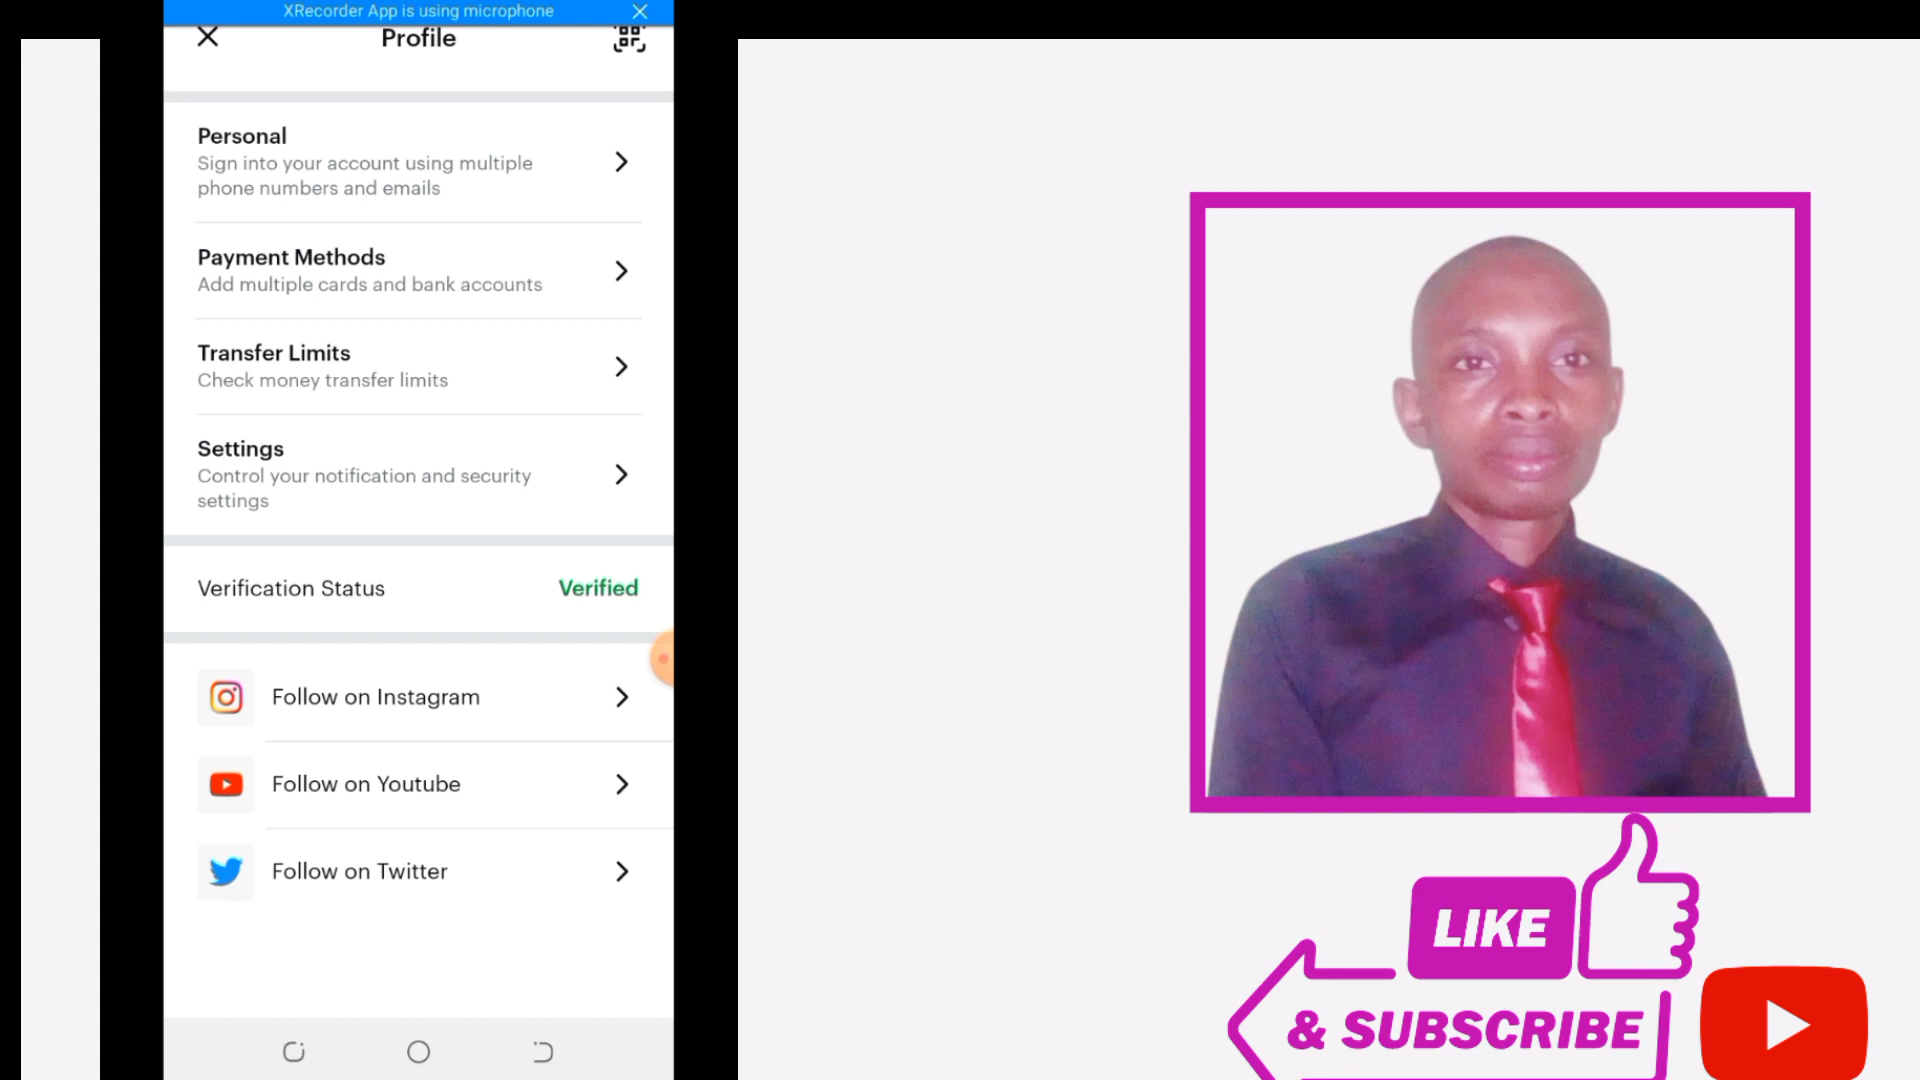 XRecorder App is using microphone
Profile
Personal
Sign into your account using multiple
phone numbers and emails
Payment Methods
Add multiple cards and bank accounts
Transfer Limits
Check money transfer limits
Settings
Control your notification and security
settings
Verification Status Verified
Follow on Instagram
Follow on Youtube
Follow on Twitter
LIKE
& SUBSCRIBE